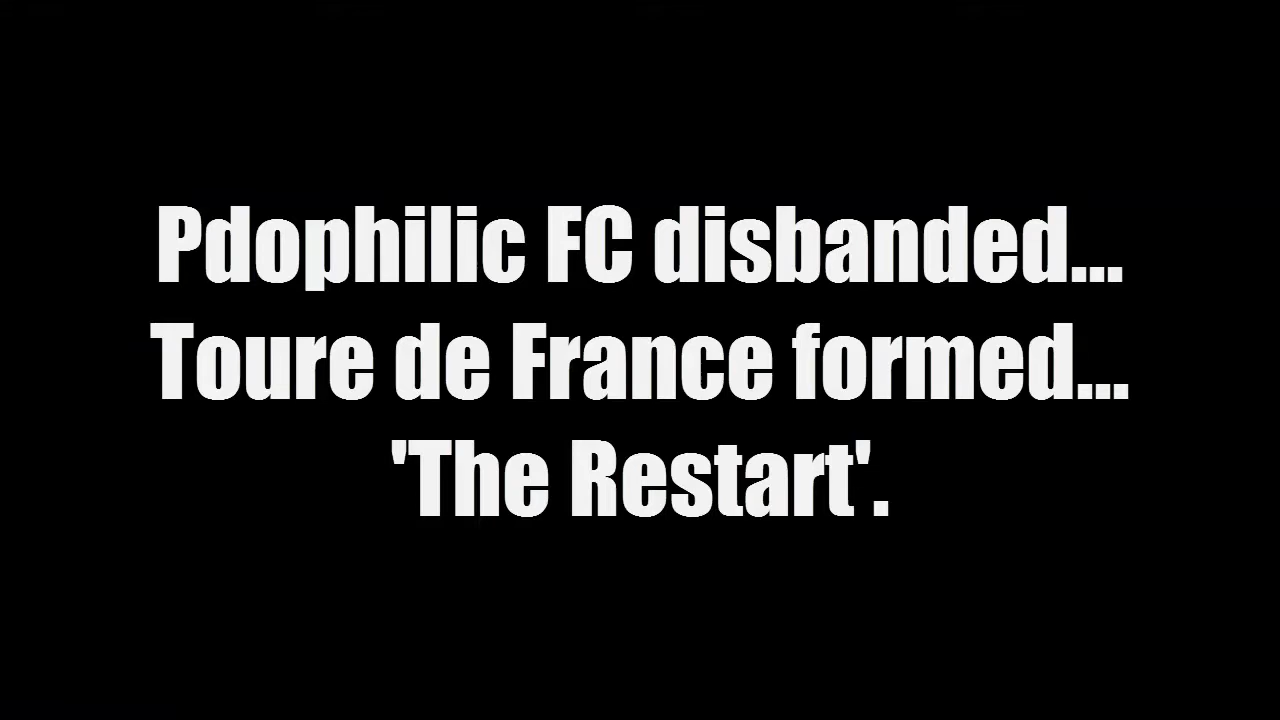 Pdophilic FC disbanded...
Toure de France formed...
'The Restart'.